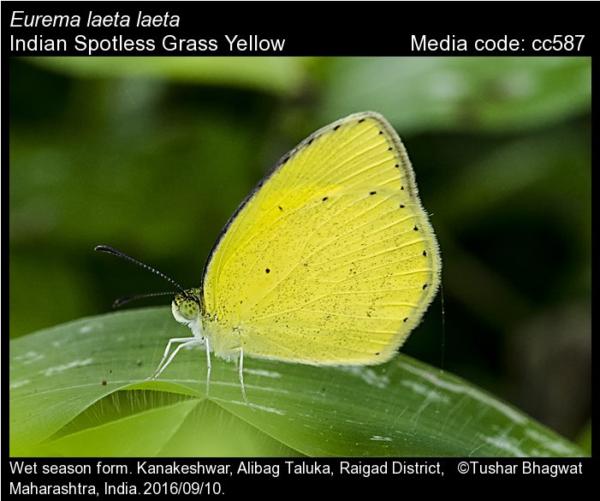 Eurema laeta laeta
Indian Spotless Grass Yellow Media code: cc587
Wet season form. Kanakeshwar, Alibag Taluka, Raigad District, ©Tushar Bhagwat
Maharashtra, India. 2016/09/10.